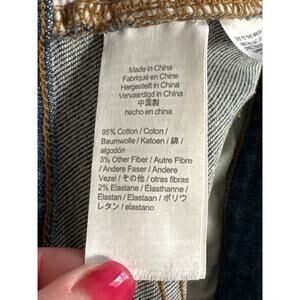 Made in China
Fabriqué en Chine
Hergestellt in China
Vervaardigd in China
中国製
hecho en china
95% Cotton / Coton /
Baumwolle / Katoen / 綿 /
algodón
3% Other Fiber / Autre Fibre
/ Andere Faser / Andere
Vezel / その他 / otras fibras
2% Elastane / Élasthanne /
Elastan / Elastaan / ポリウ
レタン / elastano